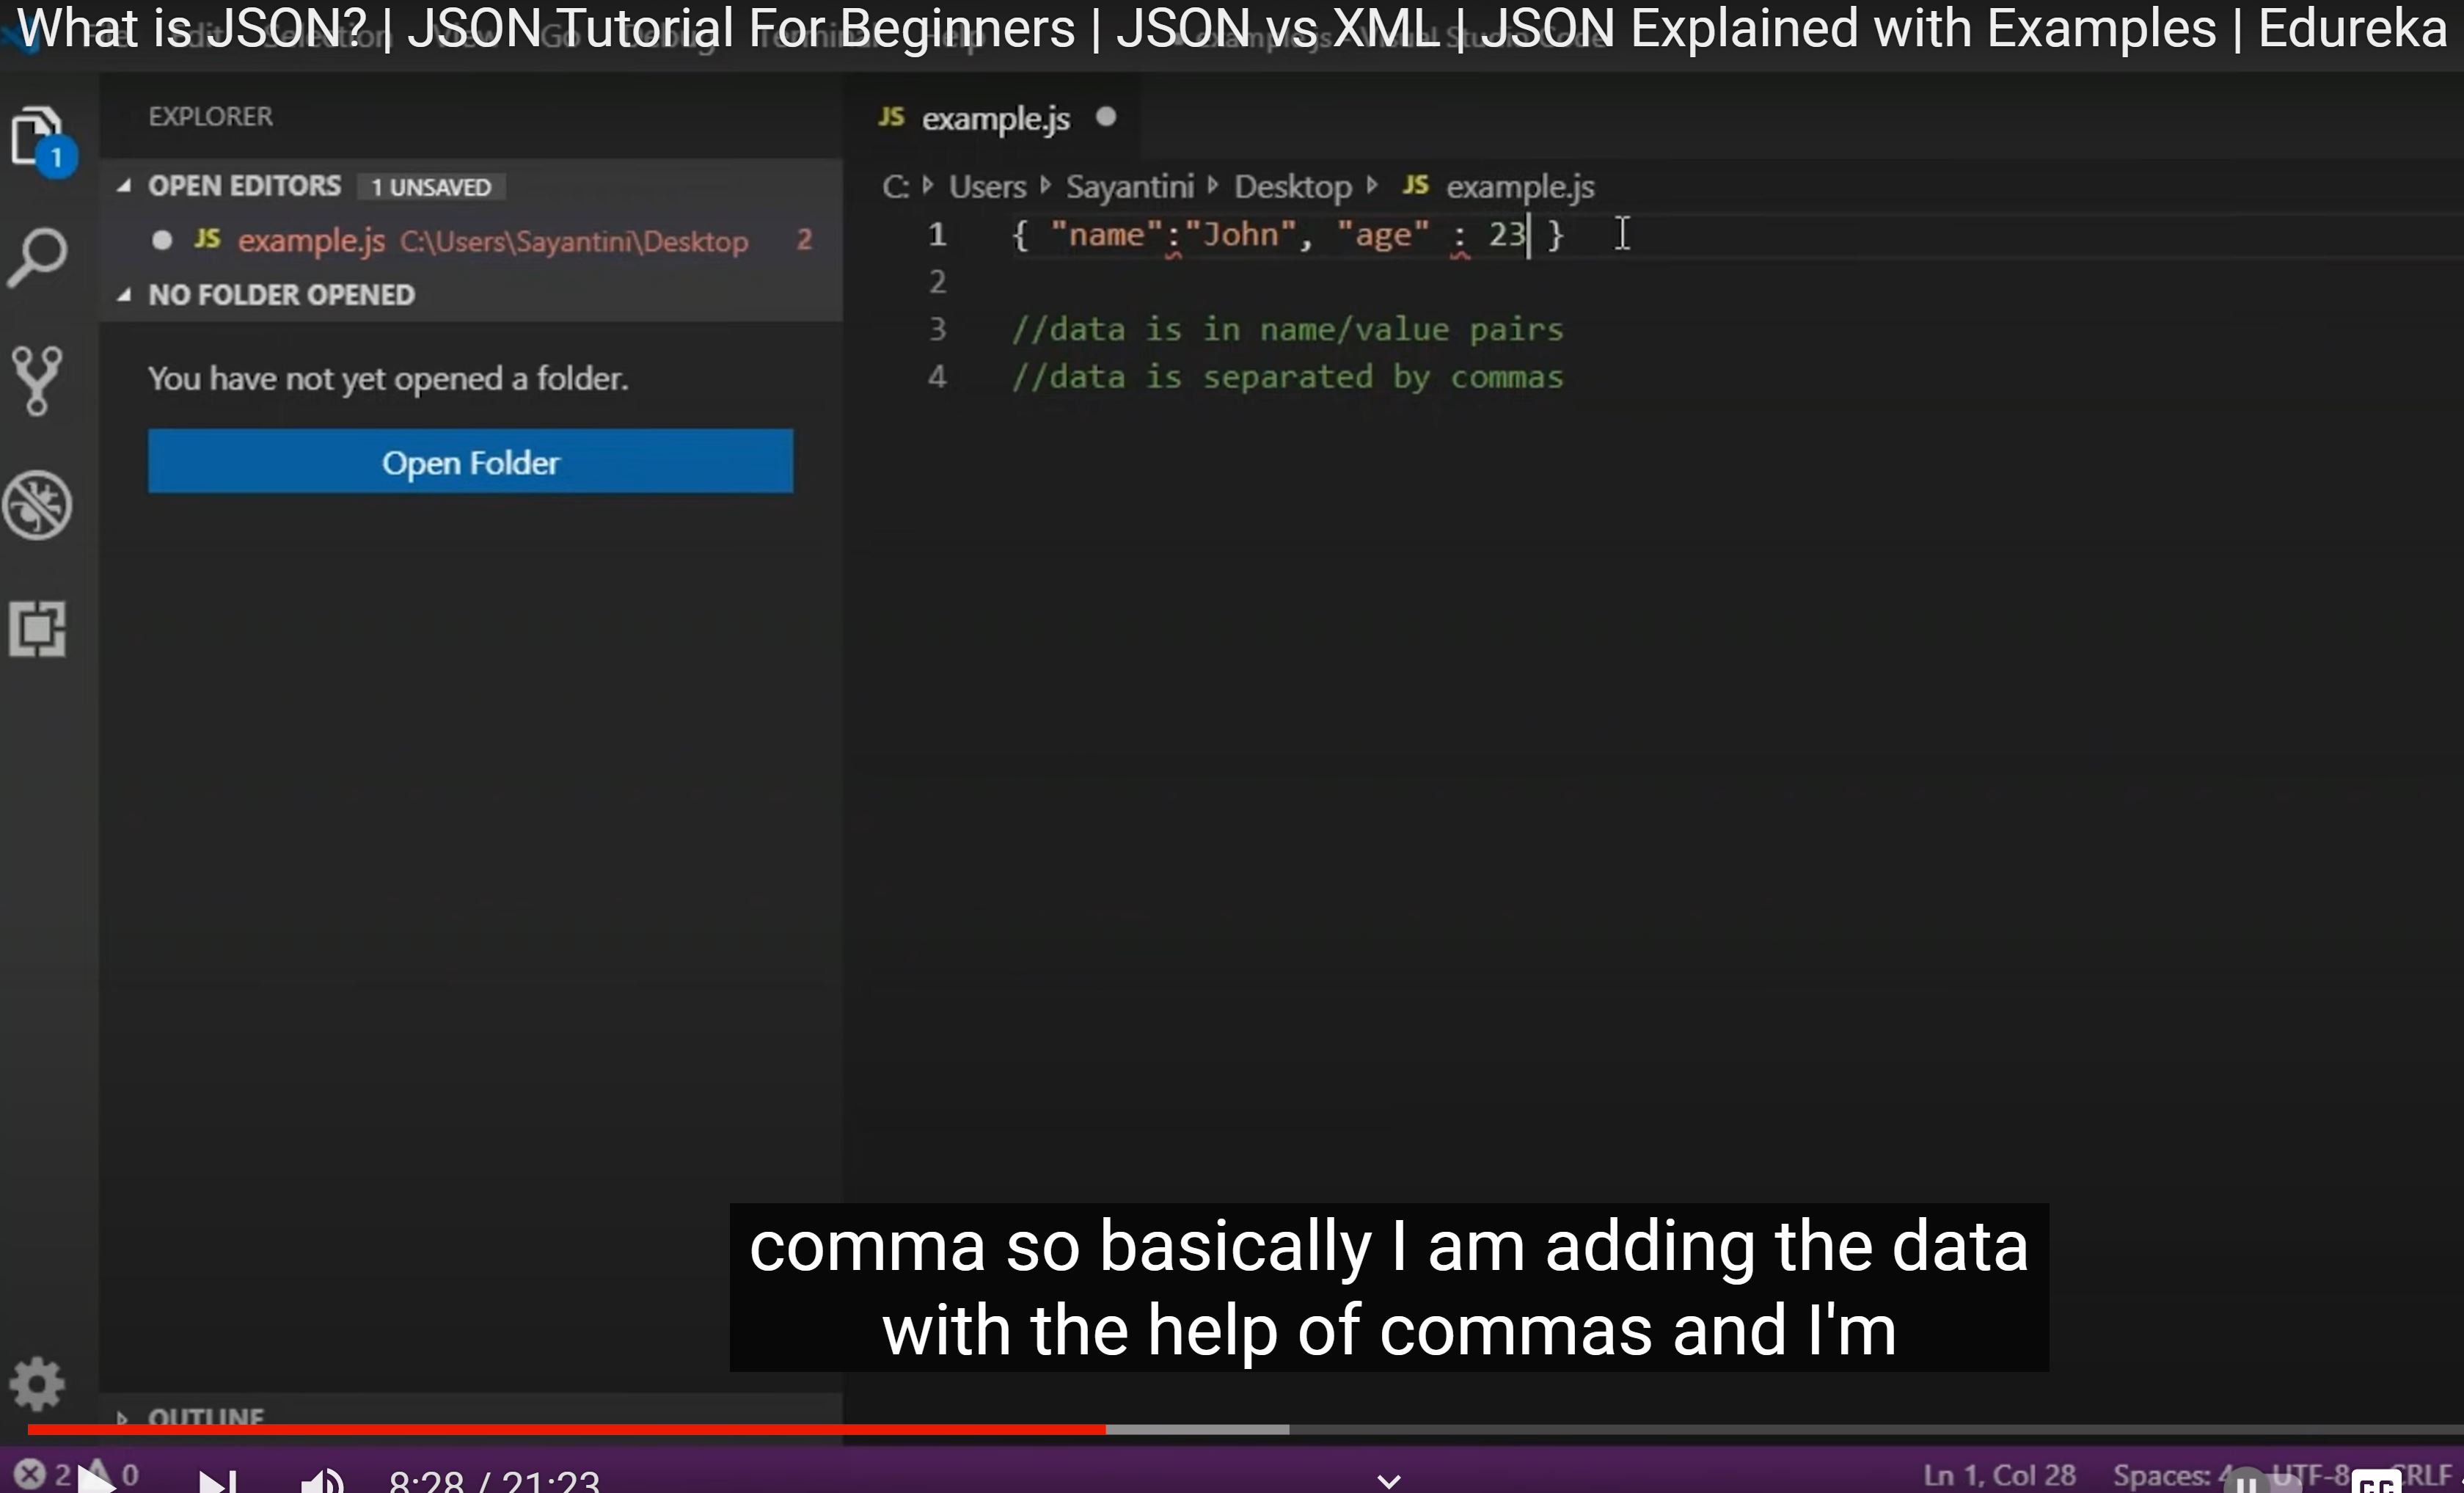 What is JSON? | JSON Tutorial For Beginners | JSON vs XML | JSON Explained with Examples | Edureka
EXPLORER
1
OPEN EDITORS 1 UNSAVED
JS example.js C:\Users\Sayantini\Desktop 2
NO FOLDER OPENED
You have not yet opened a folder.
Open Folder
OUTLINE
JS example.js
C: Users Sayantini Desktop JS example.js
1 { "name":"John", "age" : 23 }
2
3 //data is in name/value pairs
4 //data is separated by commas
comma so basically I am adding the data
with the help of commas and I'm
2 0 8:28 / 21:23 Ln 1, Col 28 Spaces: 4 UTF-8 CRLF